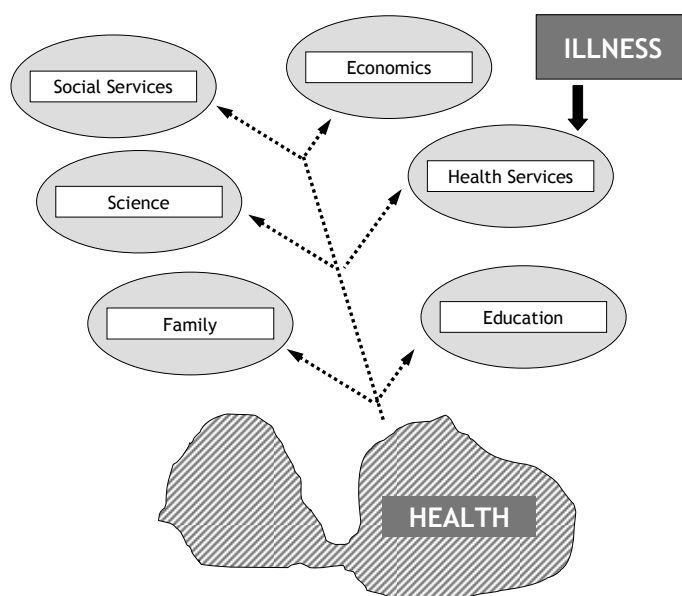 Economics
ILLNESS
Social Services
Health Services
Science
Family
Education
HEALTH